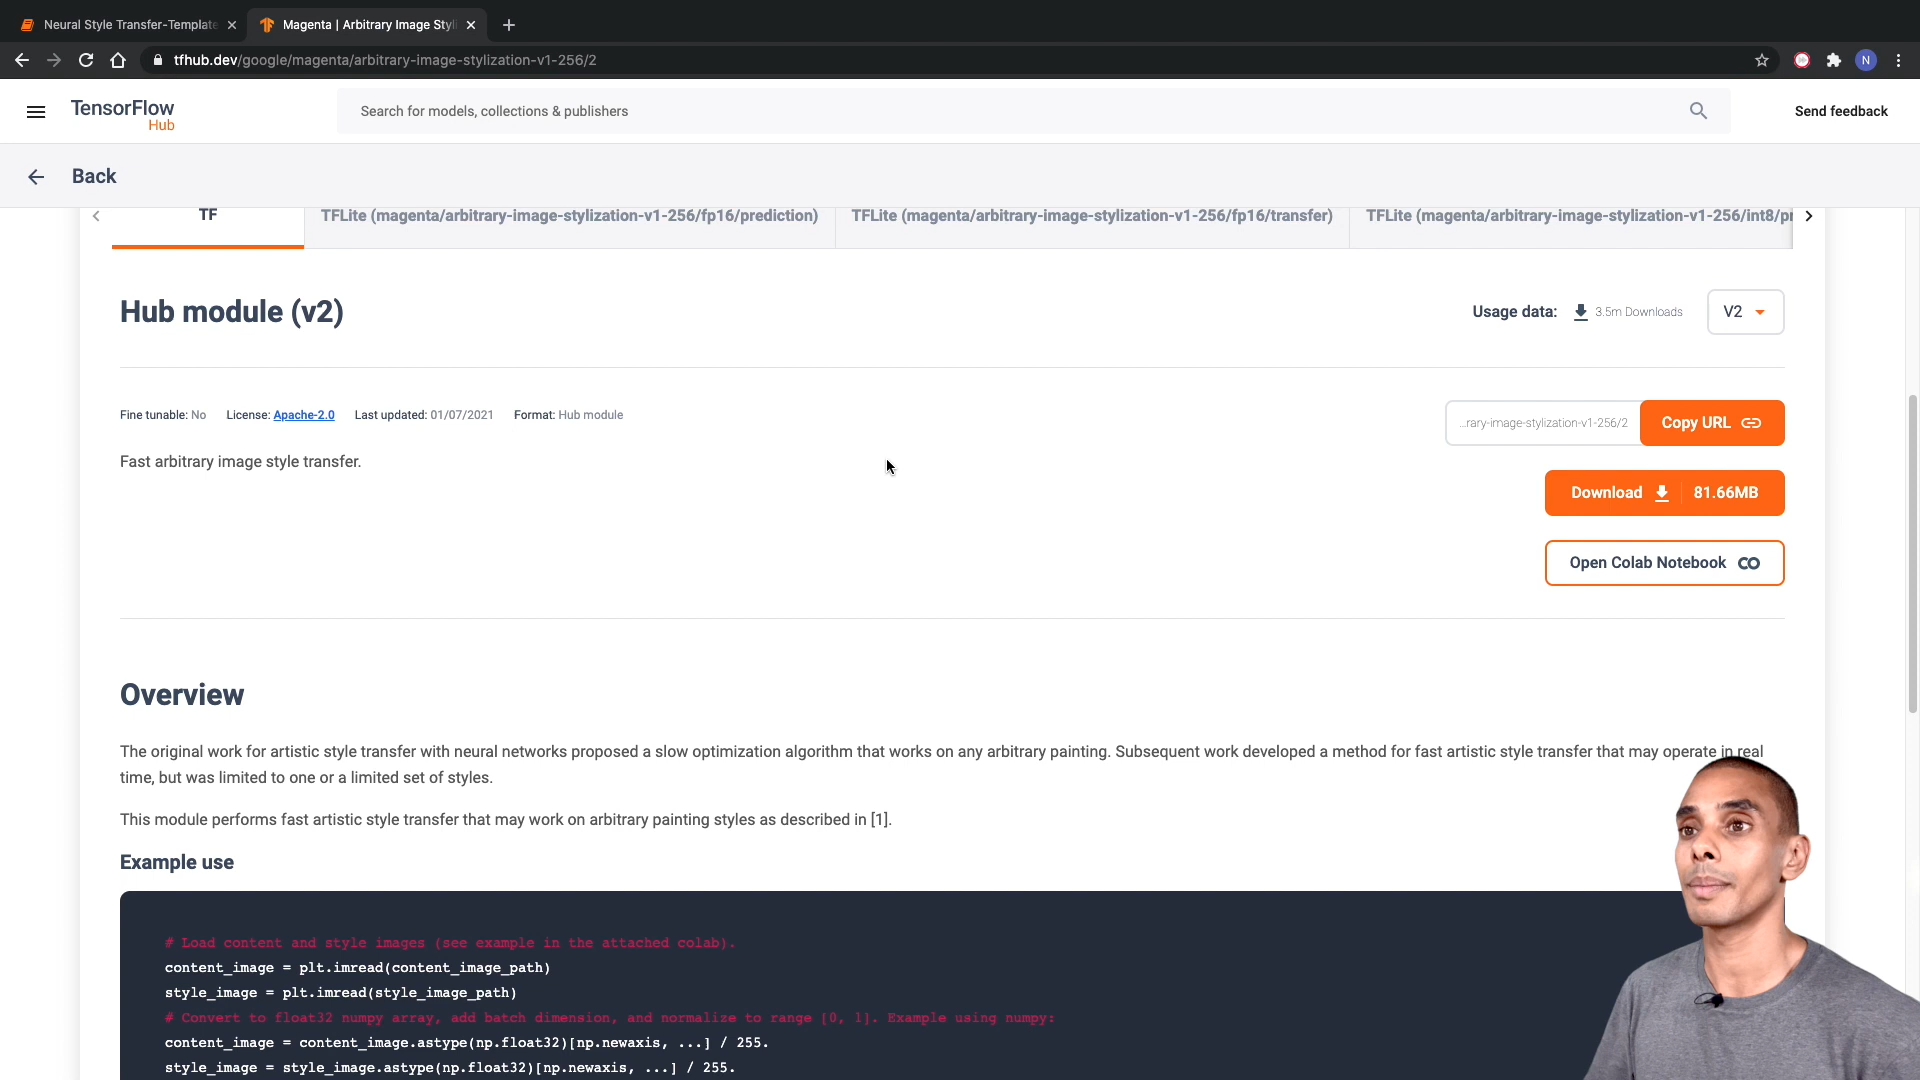 Neural Style Transfer-Template
Magenta | Arbitrary Image Styli
tfhub.dev/google/magenta/arbitrary-image-stylization-v1-256/2
N
TensorFlow
Hub
Search for models, collections & publishers
Send feedback
Back
TF
TFLite (magenta/arbitrary-image-stylization-v1-256/fp16/prediction)
TFLite (magenta/arbitrary-image-stylization-v1-256/fp16/transfer)
TFLite (magenta/arbitrary-image-stylization-v1-256/int8/pr
Hub module (v2)
Usage data: 3.5m Downloads
V2
Fine tunable: No License: Apache-2.0 Last updated: 01/07/2021 Format: Hub module
...rary-image-stylization-v1-256/2
Copy URL
Fast arbitrary image style transfer.
Download 81.66MB
Open Colab Notebook
Overview
The original work for artistic style transfer with neural networks proposed a slow optimization algorithm that works on any arbitrary painting. Subsequent work developed a method for fast artistic style transfer that may operate in real
time, but was limited to one or a limited set of styles.
This module performs fast artistic style transfer that may work on arbitrary painting styles as described in [1].
Example use
# Load content and style images (see example in the attached colab).
content_image = plt.imread(content_image_path)
style_image = plt.imread(style_image_path)
# Convert to float32 numpy array, add batch dimension, and normalize to range [0, 1]. Example using numpy:
content_image = content_image.astype(np.float32)[np.newaxis, ...] / 255.
style_image = style_image.astype(np.float32)[np.newaxis, ...] / 255.